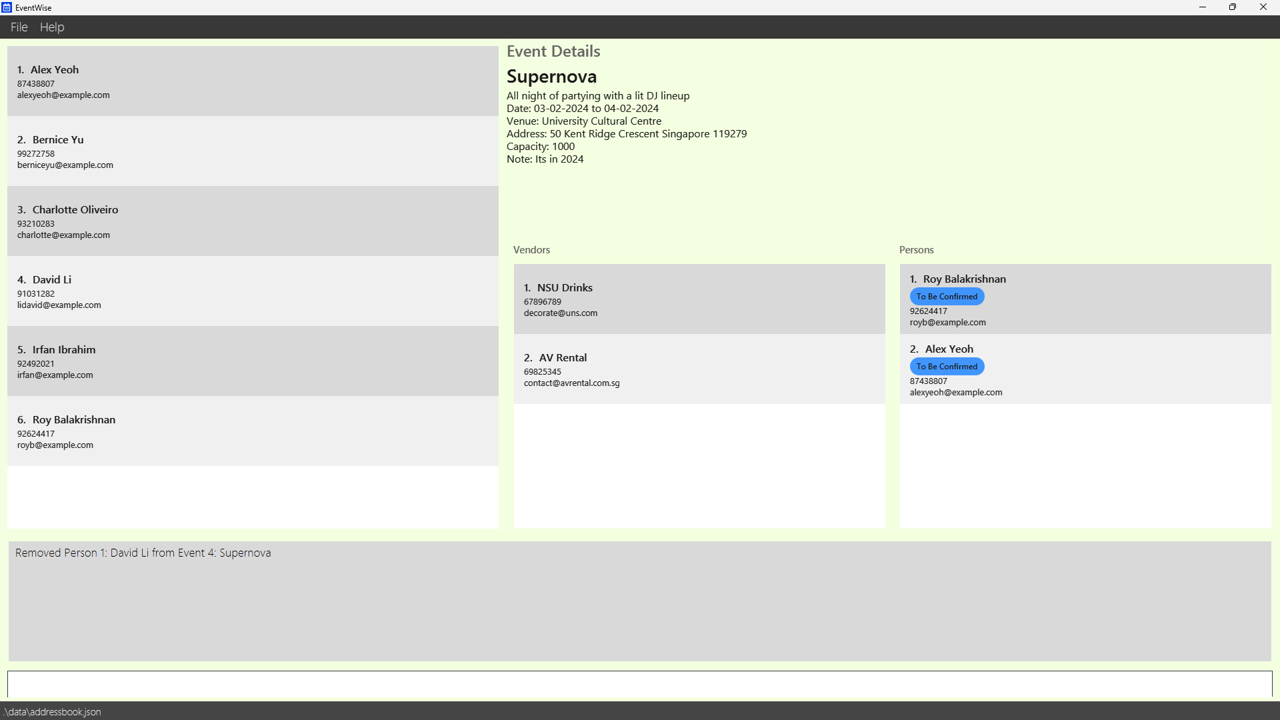 EventWise
File Help
1. Alex Yeoh
87438807
alexyeoh@example.com
2. Bernice Yu
99272758
berniceyu@example.com
3. Charlotte Oliveiro
93210283
charlotte@example.com
4. David Li
91031282
lidavid@example.com
5. Irfan Ibrahim
92492021
irfan@example.com
6. Roy Balakrishnan
92624417
royb@example.com
Event Details
Supernova
All night of partying with a lit DJ lineup
Date: 03-02-2024 to 04-02-2024
Venue: University Cultural Centre
Address: 50 Kent Ridge Crescent Singapore 119279
Capacity: 1000
Note: Its in 2024
Vendors
1. NSU Drinks
67896789
decorate@uns.com
2. AV Rental
69825345
contact@avrental.com.sg
Persons
1. Roy Balakrishnan
To Be Confirmed
92624417
royb@example.com
2. Alex Yeoh
To Be Confirmed
87438807
alexyeoh@example.com
Removed Person 1: David Li from Event 4: Supernova
.\data\addressbook.json